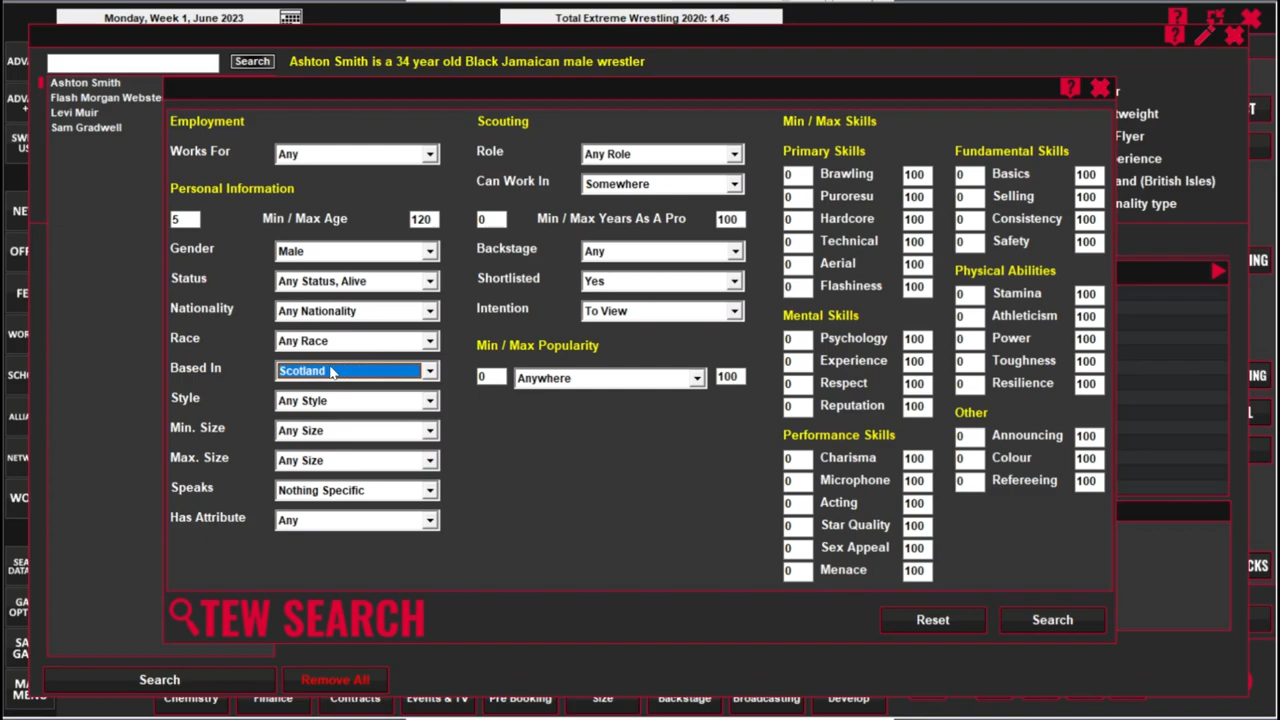 Monday, Week 1, June 2023
Total Extreme Wrestling 2020: 1.45
Search
Ashton Smith is a 34 year old Black Jamaican male wrestler
Ashton Smith
Flash Morgan Webste
Levi Muir
Sam Gradwell
Employment
Works For
Any
Personal Information
5
Min / Max Age
120
Gender
Male
Status
Any Status, Alive
Nationality
Any Nationality
Race
Any Race
Based In
Scotland
Style
Any Style
Min. Size
Any Size
Max. Size
Any Size
Speaks
Nothing Specific
Has Attribute
Any
Scouting
Role
Any Role
Can Work In
Somewhere
0
Min / Max Years As A Pro
100
Backstage
Any
Shortlisted
Yes
Intention
To View
Min / Max Popularity
0
Anywhere
100
Min / Max Skills
Primary Skills
0 Brawling 100
0 Puroresu 100
0 Hardcore 100
0 Technical 100
0 Aerial 100
0 Flashiness 100
Mental Skills
0 Psychology 100
0 Experience 100
0 Respect 100
0 Reputation 100
Performance Skills
0 Charisma 100
0 Microphone 100
0 Acting 100
0 Star Quality 100
0 Sex Appeal 100
0 Menace 100
Fundamental Skills
0 Basics 100
0 Selling 100
0 Consistency 100
0 Safety 100
Physical Abilities
0 Stamina 100
0 Athleticism 100
0 Power 100
0 Toughness 100
0 Resilience 100
Other
0 Announcing 100
0 Colour 100
0 Refereeing 100
TEW SEARCH
Reset
Search
Search
Remove All
Chemistry
Finance
Contracts
Events & TV
Pre Booking
Size
Backstage
Broadcasting
Develop
tweight
Flyer
erience
and (British Isles)
nality type